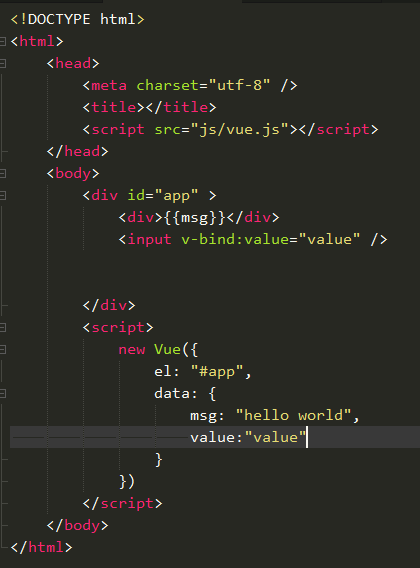 <!DOCTYPE html>
<html>
<head>
<meta charset="utf-8" />
<title></title>
<script src="js/vue.js"></script>
</head>
<body>
<div id="app" >
<div>{{msg}}</div>
<input v-bind:value="value" />
</div>
<script>
new Vue({
el: "#app",
data: {
msg: "hello world",
value:"value"
}
})
</script>
</body>
</html>